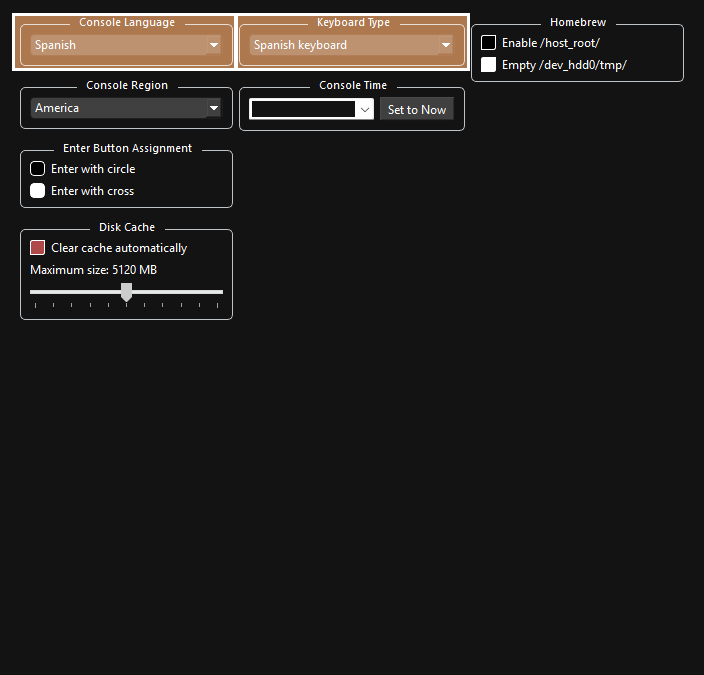 Console Language
Spanish
Keyboard Type
Spanish keyboard
Homebrew
Enable /host_root/
Empty /dev_hdd0/tmp/
Console Region
America
Console Time
Set to Now
Enter Button Assignment
Enter with circle
Enter with cross
Disk Cache
Clear cache automatically
Maximum size: 5120 MB